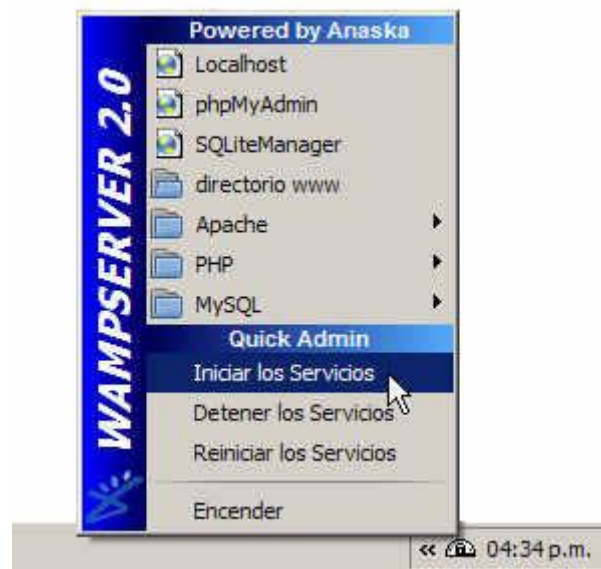 Powered by Anaska
Localhost
phpMyAdmin
SQLiteManager
directorio www
Apache
PHP
MySQL
Quick Admin
Iniciar los Servicios
Detener los Servicios
Reiniciar los Servicios
Encender
WAMPSERVER 2.0
« 04:34 p.m.